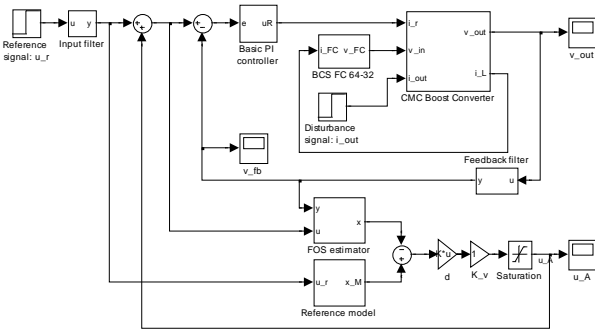 u y
Reference
signal: u_r
Input filter
e uR
Basic PI
controller
i_FC v_FC
BCS FC 64-32
i_r
v_in
i_out
v_out
i_L
CMC Boost Converter
v_out
Disturbance
signal: i_out
v_fb
Feedback filter
y u
y
u
x
FOS estimator
u_r x_M
Reference model
K*u
d
1
K_v
Saturation
u_A
u_A